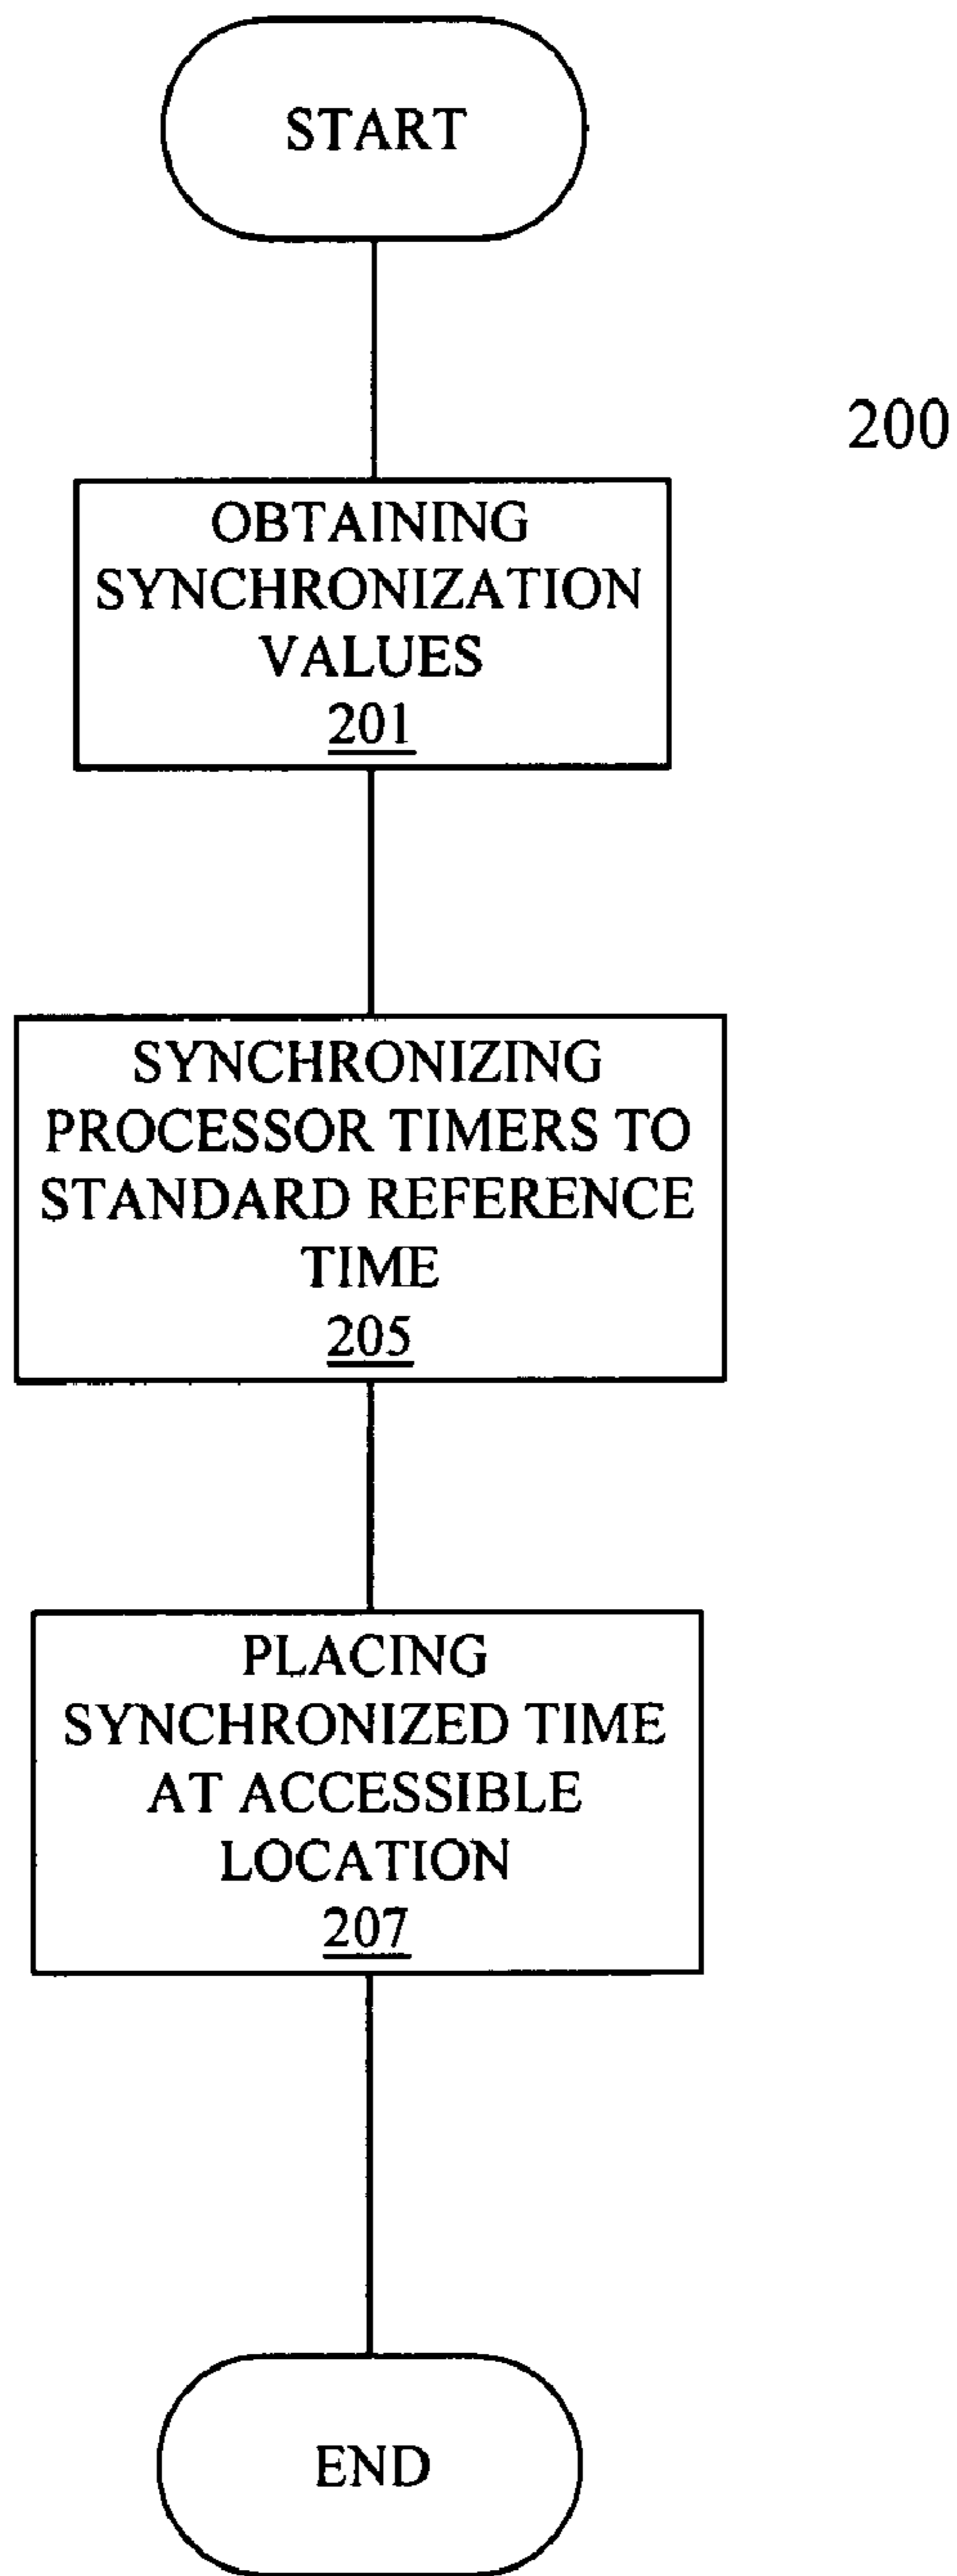 START
200
OBTAINING
SYNCHRONIZATION
VALUES
201
SYNCHRONIZING
PROCESSOR TIMERS TO
STANDARD REFERENCE
TIME
205
PLACING
SYNCHRONIZED TIME
AT ACCESSIBLE
LOCATION
207
END